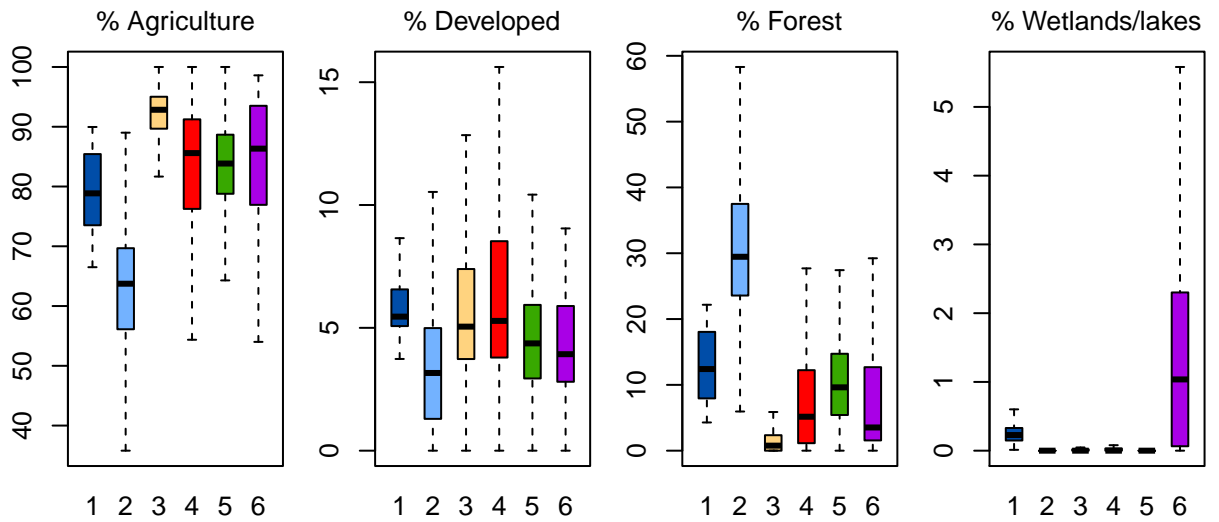 % Agriculture
40 50 60 70 80 90 100
1 2 3 4 5 6
% Developed
0 5 10 15
1 2 3 4 5 6
% Forest
0 10 20 30 40 50 60
1 2 3 4 5 6
% Wetlands/lakes
0 1 2 3 4 5
1 2 3 4 5 6